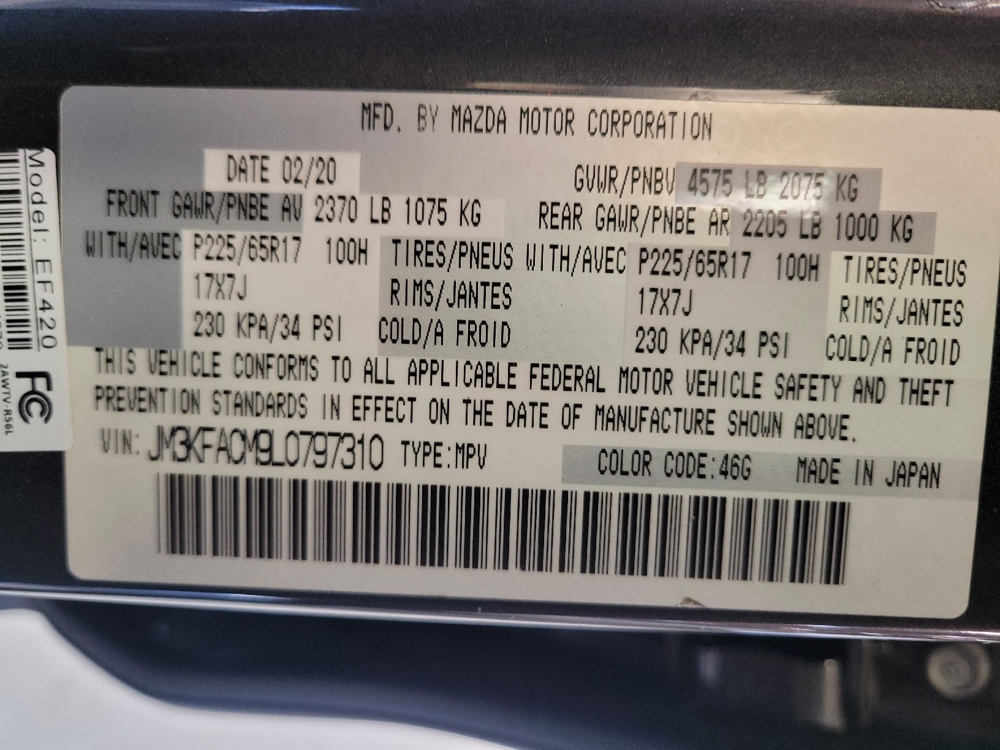 MFD. BY MAZDA MOTOR CORPORATION
DATE 02/20 GVWR/PNBV 4575 LB 2075 KG
FRONT GAWR/PNBE AV 2370 LB 1075 KG REAR GAWR/PNBE AR 2205 LB 1000 KG
WITH/AVEC P225/65R17 100H TIRES/PNEUS WITH/AVEC P225/65R17 100H TIRES/PNEUS
17X7J RIMS/JANTES 17X7J RIMS/JANTES
230 KPA/34 PSI COLD/A FROID 230 KPA/34 PSI COLD/A FROID
THIS VEHICLE CONFORMS TO ALL APPLICABLE FEDERAL MOTOR VEHICLE SAFETY AND THEFT
PREVENTION STANDARDS IN EFFECT ON THE DATE OF MANUFACTURE SHOWN ABOVE.
VIN: JM3KFACM9L0797310 TYPE:MPV COLOR CODE:46G MADE IN JAPAN
Model: EF420
FC
2AWTV-R56L